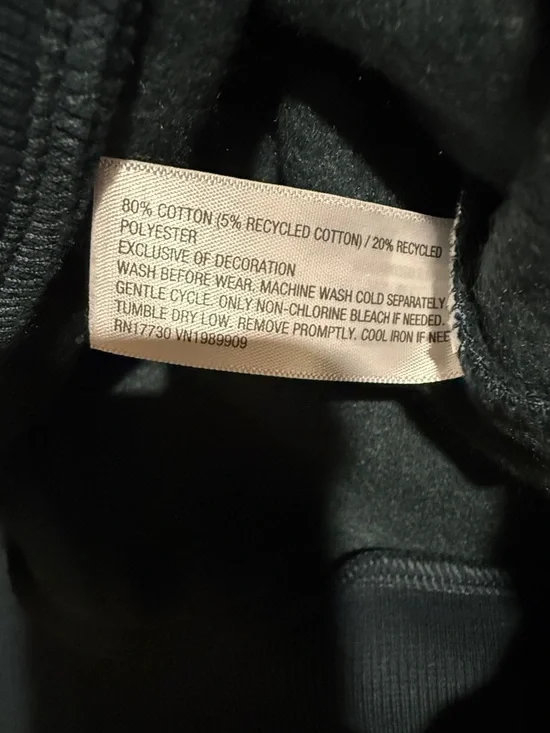 80% COTTON (5% RECYCLED COTTON) / 20% RECYCLED
POLYESTER
EXCLUSIVE OF DECORATION
WASH BEFORE WEAR, MACHINE WASH COLD SEPARATELY,
GENTLE CYCLE. ONLY NON-CHLORINE BLEACH IF NEEDED.
TUMBLE DRY LOW, REMOVE PROMPTLY, COOL IRON IF NEE
RN17730 VN1989909